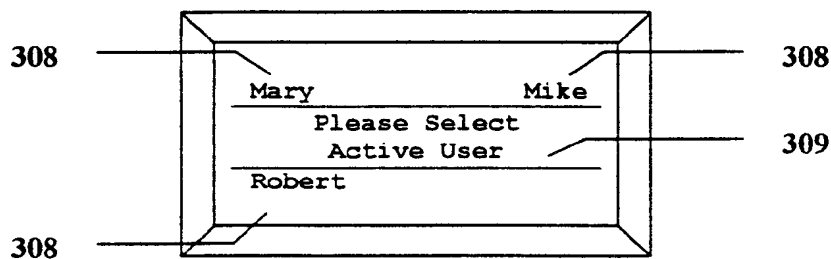 308 308
Mary Mike
Please Select
Active User
309
Robert
308